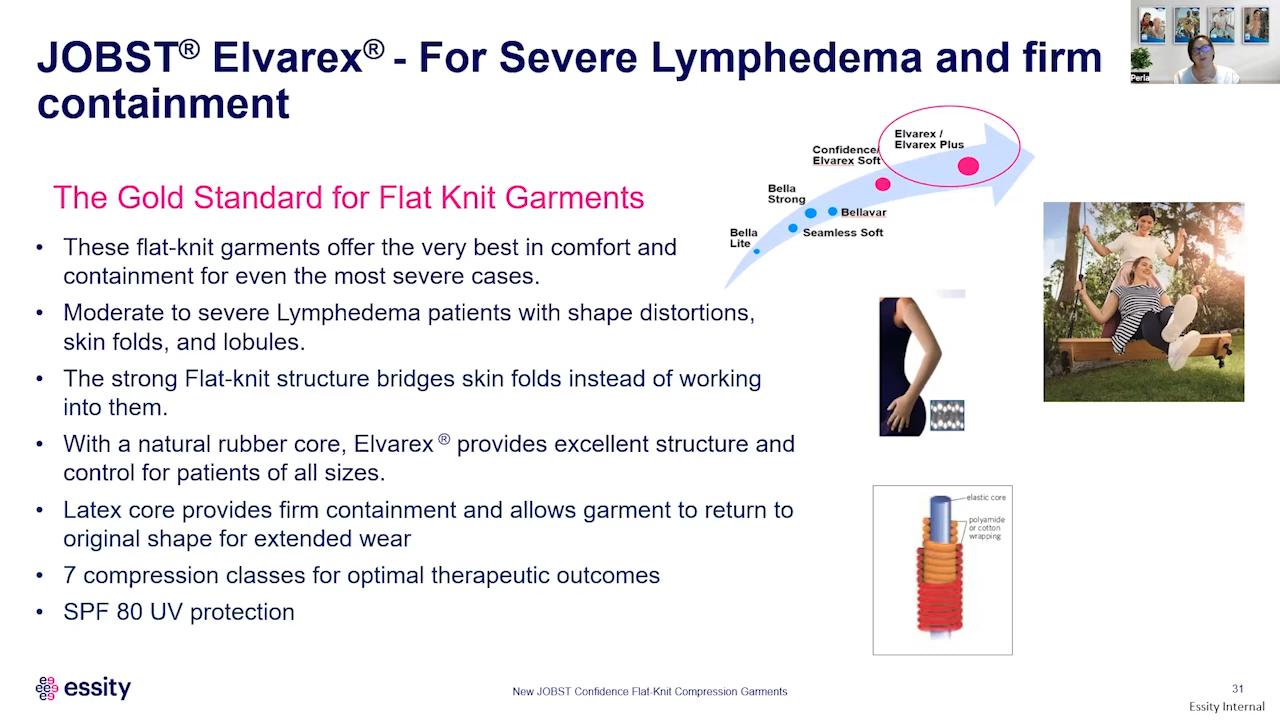 JOBST® Elvarex® - For Severe Lymphedema and firm
containment
Perla
Elvarex /
Elvarex Plus
Confidence/
Elvarex Soft
Bella
Strong
Bellavar
Bella
Lite
Seamless Soft
The Gold Standard for Flat Knit Garments
• These flat-knit garments offer the very best in comfort and
containment for even the most severe cases.
• Moderate to severe Lymphedema patients with shape distortions,
skin folds, and lobules.
• The strong Flat-knit structure bridges skin folds instead of working
into them.
• With a natural rubber core, Elvarex ® provides excellent structure and
control for patients of all sizes.
• Latex core provides firm containment and allows garment to return to
original shape for extended wear
• 7 compression classes for optimal therapeutic outcomes
• SPF 80 UV protection
elastic core
polyamide
or cotton
wrapping
essity
New JOBST Confidence Flat-Knit Compression Garments
31
Essity Internal